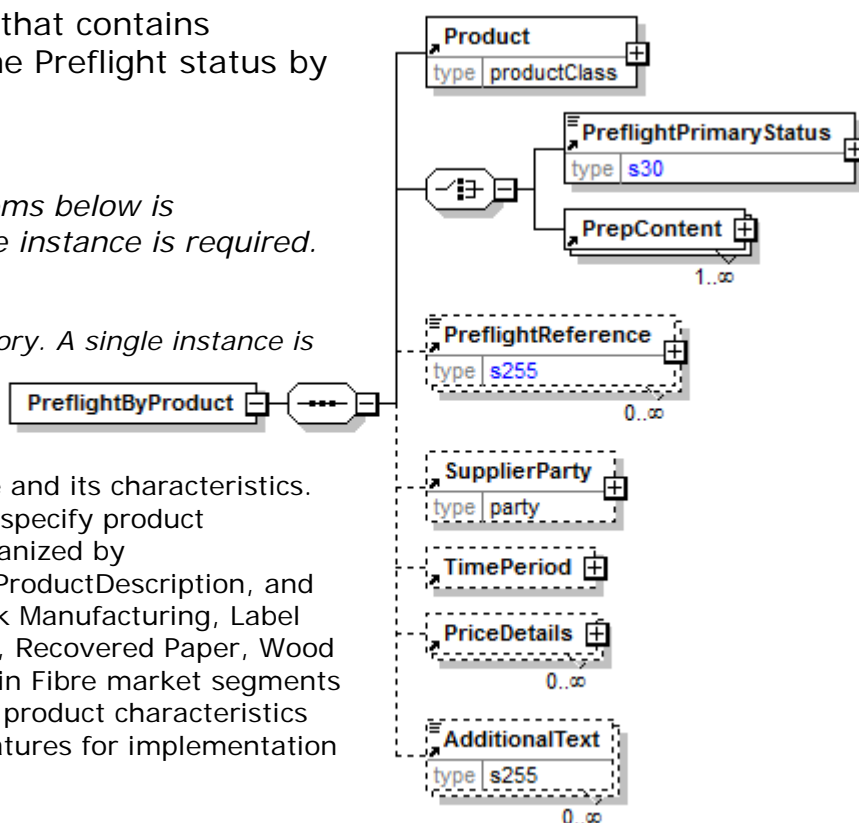 that contains
ne Preflight status by
ms below is
e instance is required.
ory. A single instance is
e and its characteristics.
specify product
anized by
ProductDescription, and
k Manufacturing, Label
, Recovered Paper, Wood
in Fibre market segments
product characteristics
atures for implementation
PreflightByProduct
Product
type productClass
PreflightPrimaryStatus
type s30
PrepContent
1..∞
PreflightReference
type s255
0..∞
SupplierParty
type party
TimePeriod
PriceDetails
0..∞
AdditionalText
type s255
0..∞